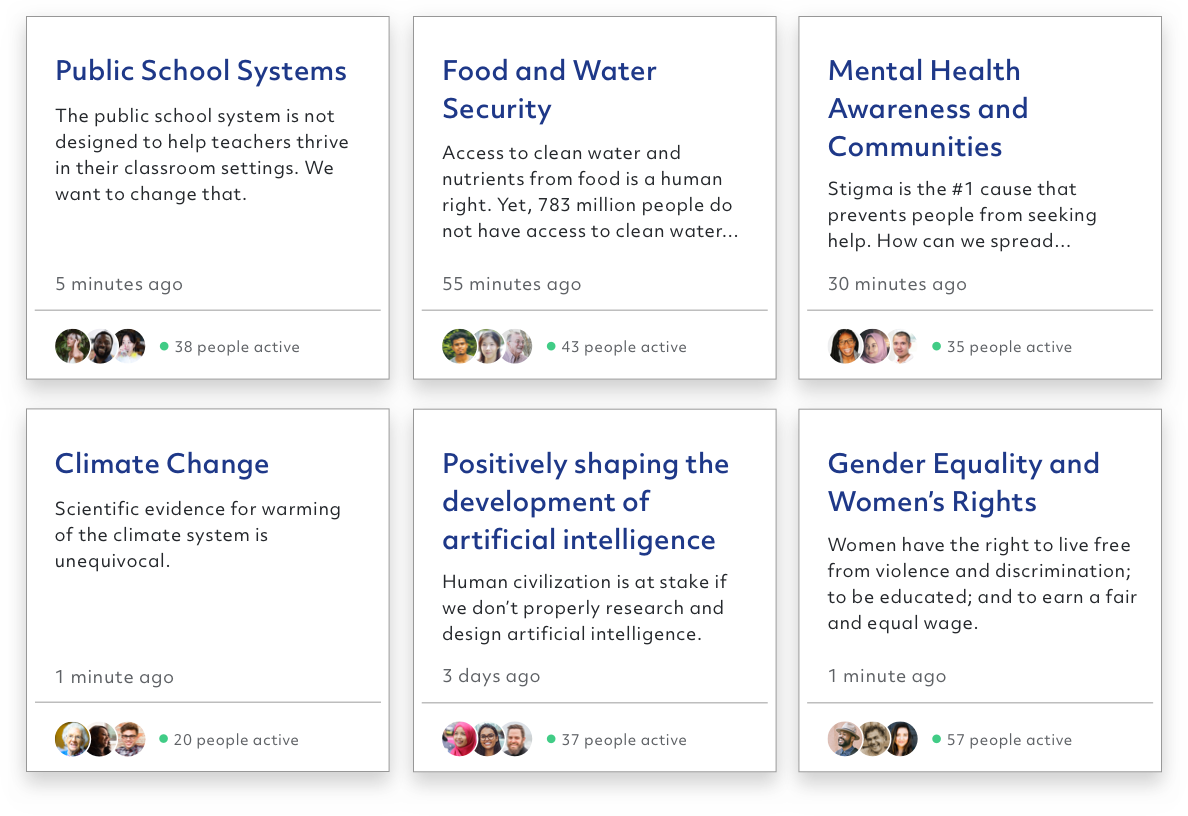 Public School Systems
The public school system is not
designed to help teachers thrive
in their classroom settings. We
want to change that.
5 minutes ago
38 people active
Food and Water
Security
Access to clean water and
nutrients from food is a human
right. Yet, 783 million people do
not have access to clean water...
55 minutes ago
43 people active
Mental Health
Awareness and
Communities
Stigma is the #1 cause that
prevents people from seeking
help. How can we spread...
30 minutes ago
35 people active
Climate Change
Scientific evidence for warming
of the climate system is
unequivocal.
1 minute ago
20 people active
Positively shaping the
development of
artificial intelligence
Human civilization is at stake if
we don’t properly research and
design artificial intelligence.
3 days ago
37 people active
Gender Equality and
Women’s Rights
Women have the right to live free
from violence and discrimination;
to be educated; and to earn a fair
and equal wage.
1 minute ago
57 people active